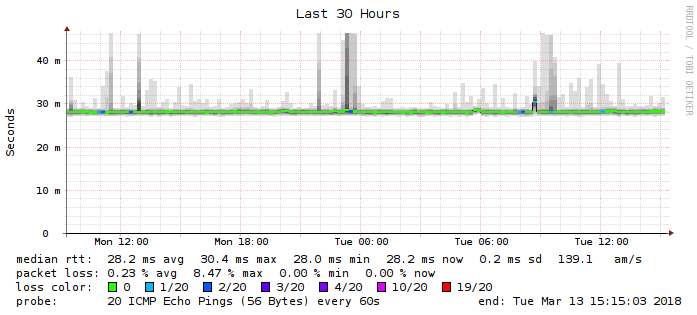 Last 30 Hours
RRDTOOL / TOBI OETIKER
Seconds
40 m
30 m
20 m
10 m
0
Mon 12:00 Mon 18:00 Tue 00:00 Tue 06:00 Tue 12:00
median rtt: 28.2 ms avg 30.4 ms max 28.0 ms min 28.2 ms now 0.2 ms sd 139.1 am/s
packet loss: 0.23 % avg 8.47 % max 0.00 % min 0.00 % now
loss color: 0 1/20 2/20 3/20 4/20 10/20 19/20
probe: 20 ICMP Echo Pings (56 Bytes) every 60s end: Tue Mar 13 15:15:03 2018